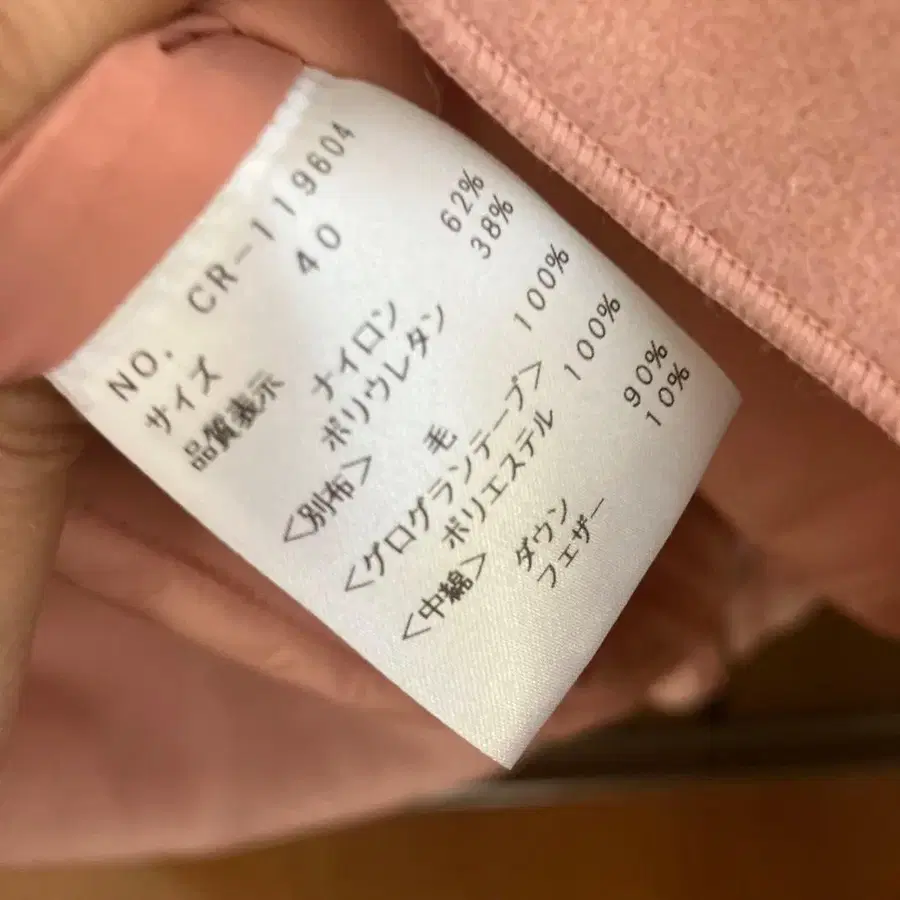 NO. CR-119604
サイズ 40
品質表示
ナイロン 62%
ポリウレタン 38%
<別布>
毛 100%
<グログランテープ>
ポリエステル 100%
<中綿>
ダウン 90%
フェザー 10%